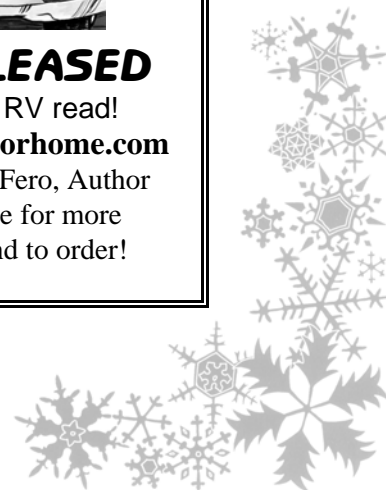 LEASED
RV read!
orhome.com
Fero, Author
e for more
nd to order!